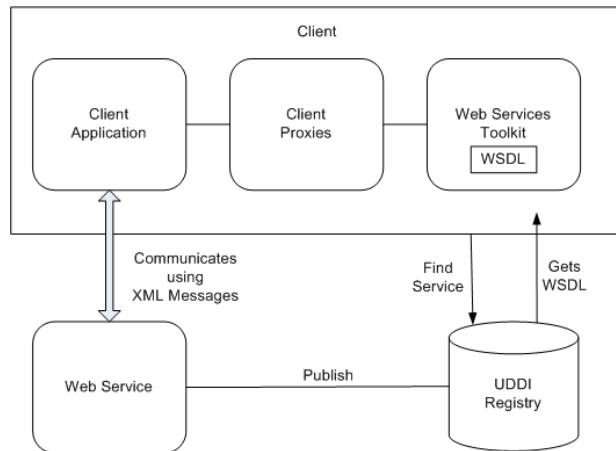 Client
Client
Application
Client
Proxies
Web Services
Toolkit
WSDL
Communicates
using
XML Messages
Find
Service
Gets
WSDL
Web Service
Publish
UDDI
Registry